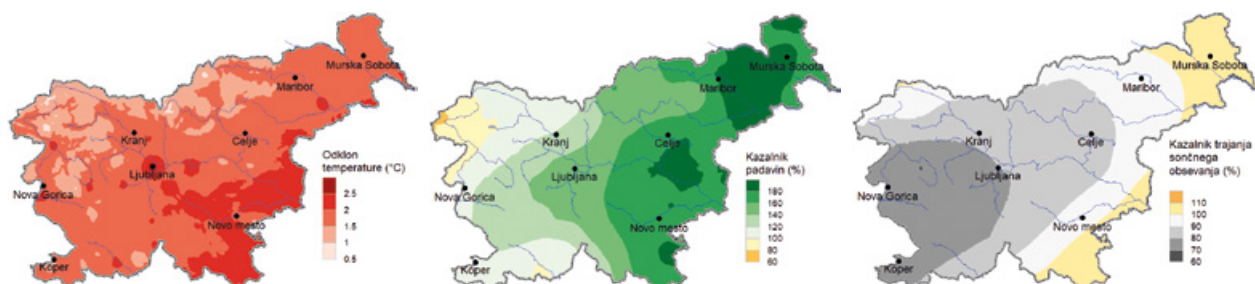 Murska Sobota
Maribor
Kranj
Celje
Ljubljana
Nova Gorica
Novo mesto
Koper
Odklon
temperature (°C)
2.5
2
1.5
1
0.5
Murska Sobota
Maribor
Kranj
Celje
Ljubljana
Nova Gorica
Novo mesto
Koper
Kazalnik
padavin (%)
180
160
140
120
100
80
60
Murska Sobota
Maribor
Kranj
Celje
Ljubljana
Nova Gorica
Novo mesto
Koper
Kazalnik trajanja
sončnega
obsevanja (%)
110
100
90
80
70
60